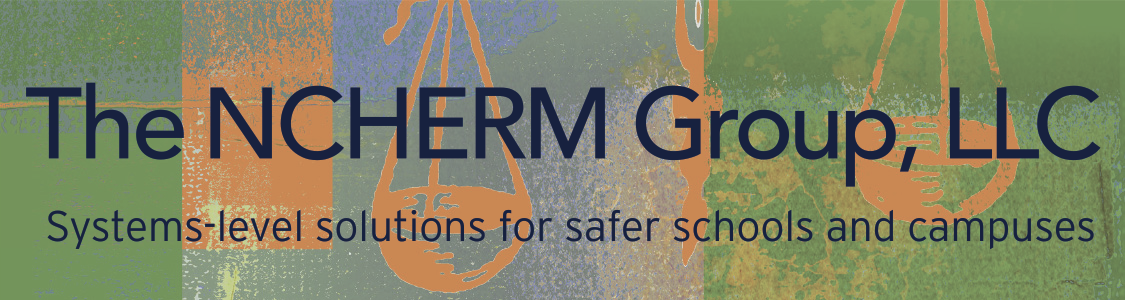 The NCHERM Group, LLC
Systems-level solutions for safer schools and campuses